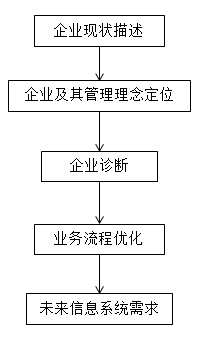 企业现状描述
企业及其管理理念定位
企业诊断
业务流程优化
未来信息系统需求